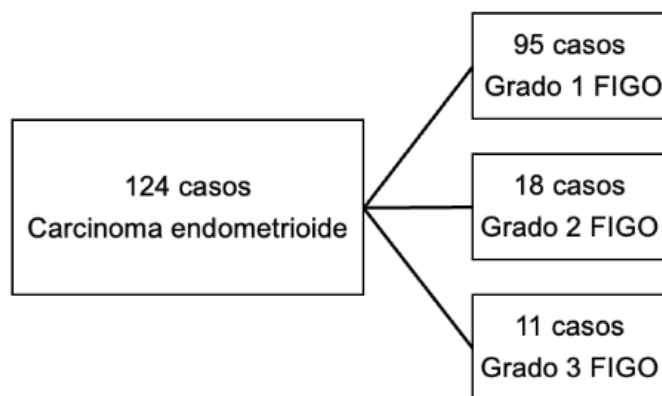 124 casos
Carcinoma endometrioide
95 casos
Grado 1 FIGO
18 casos
Grado 2 FIGO
11 casos
Grado 3 FIGO